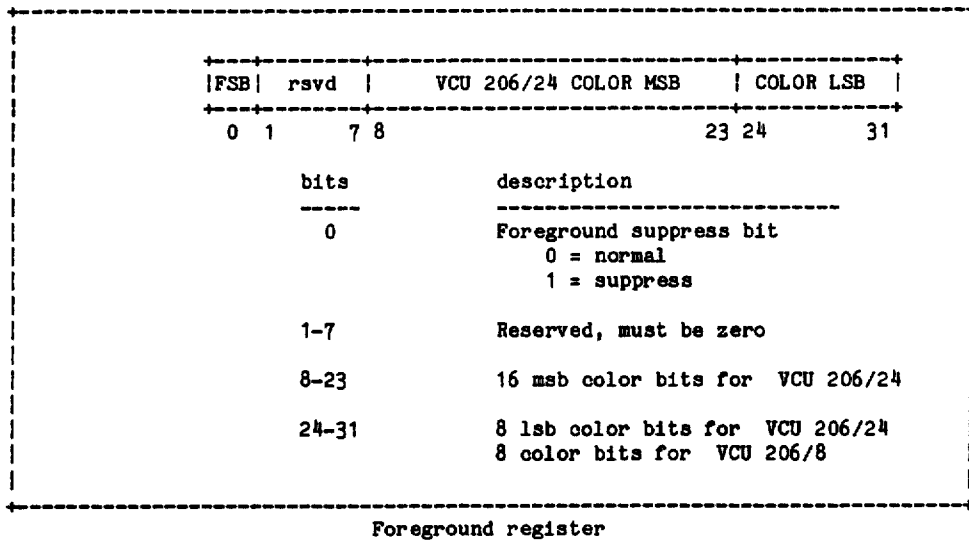 |FSB| rsvd | VCU 206/24 COLOR MSB | COLOR LSB |
0 1 7 8 23 24 31
bits description
0 Foreground suppress bit
0 = normal
1 = suppress
1-7 Reserved, must be zero
8-23 16 msb color bits for VCU 206/24
24-31 8 lsb color bits for VCU 206/24
8 color bits for VCU 206/8
Foreground register